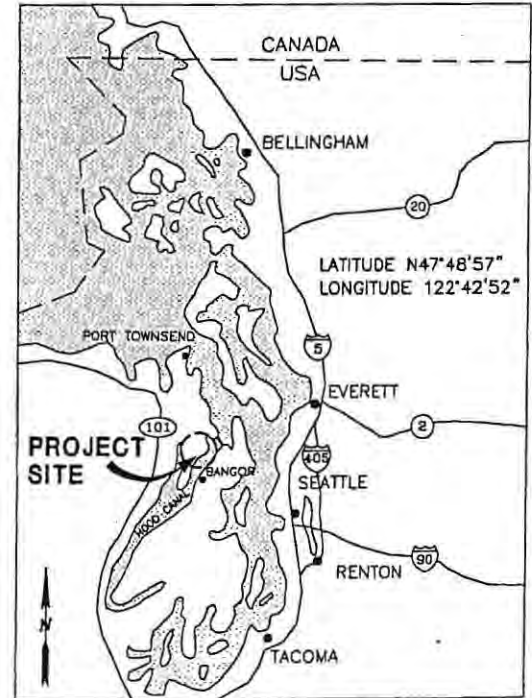 CANADA
USA
BELLINGHAM
20
LATITUDE N47°48'57"
LONGITUDE 122°42'52"
PORT TOWNSEND
5
EVERETT
101
2
PROJECT
SITE
405
BANGOR
SEATTLE
HOOD CANAL
90
RENTON
N
TACOMA